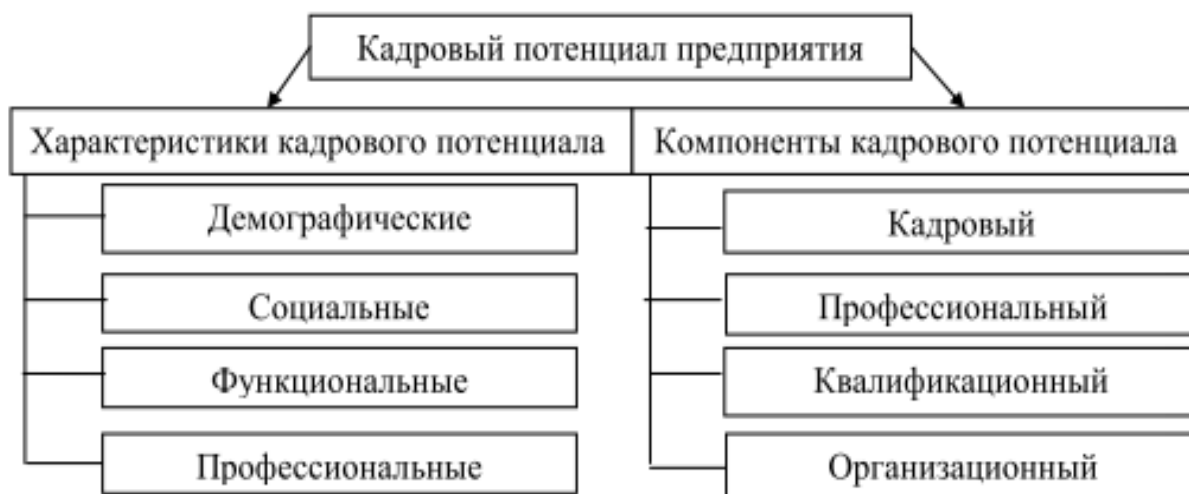 Кадровый потенциал предприятия
Характеристики кадрового потенциала
Демографические
Социальные
Функциональные
Профессиональные
Компоненты кадрового потенциала
Кадровый
Профессиональный
Квалификационный
Организационный